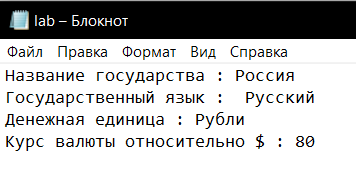 lab – Блокнот
Файл Правка Формат Вид Справка
Название государства : Россия
Государственный язык :  Русский
Денежная единица : Рубли
Курс валюты относительно $ : 80